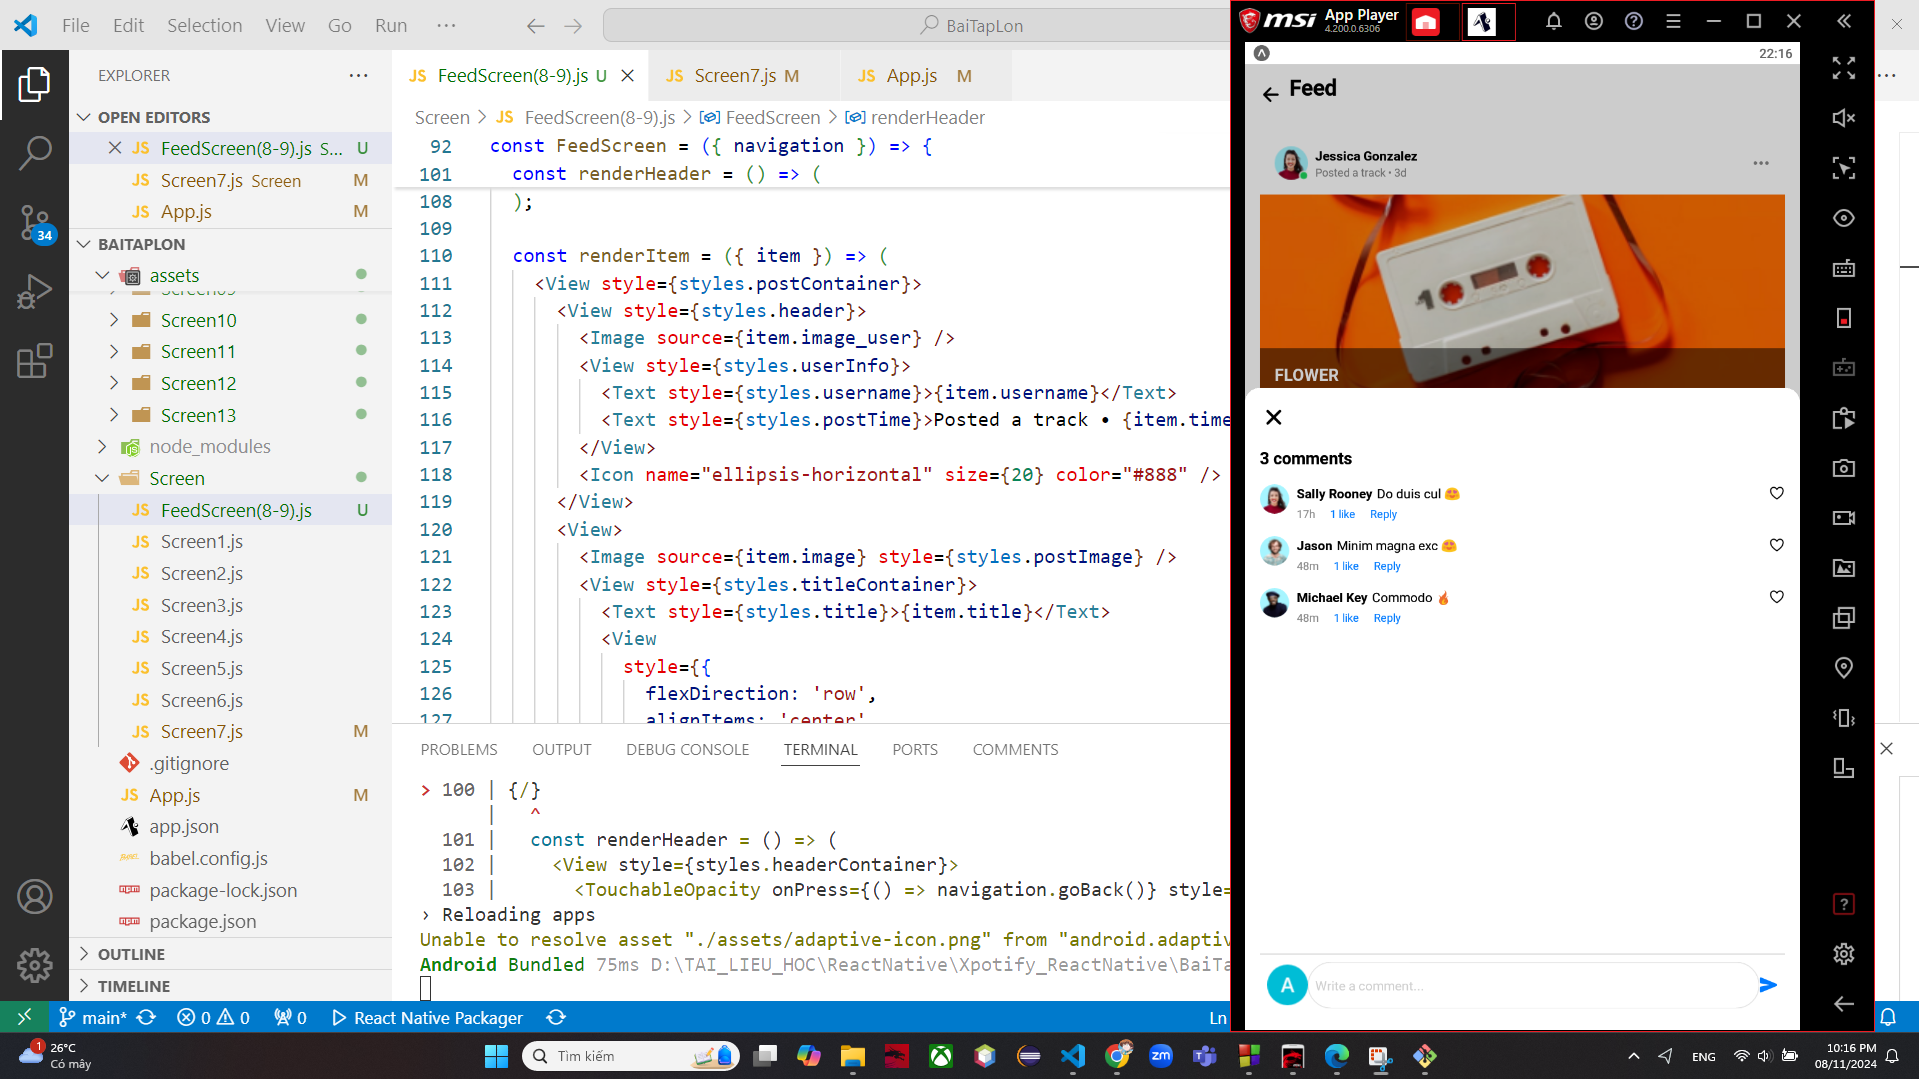 File Edit Selection View Go Run ···
BaiTapLon
EXPLORER
OPEN EDITORS
JS FeedScreen(8-9).js S... U
JS Screen7.js Screen M
JS App.js M
BAITAPLON
assets
Screen10
Screen11
Screen12
Screen13
node_modules
Screen
JS FeedScreen(8-9).js U
JS Screen1.js
JS Screen2.js
JS Screen3.js
JS Screen4.js
JS Screen5.js
JS Screen6.js
JS Screen7.js M
.gitignore
JS App.js M
app.json
babel.config.js
package-lock.json
package.json
OUTLINE
TIMELINE
34
JS FeedScreen(8-9).js U
JS Screen7.js M
JS App.js M
Screen > JS FeedScreen(8-9).js > FeedScreen > renderHeader
92 const FeedScreen = ({ navigation }) => {
101 const renderHeader = () => (
108 );
109
110 const renderItem = ({ item }) => (
111 <View style={styles.postContainer}>
112 <View style={styles.header}>
113 <Image source={item.image_user} />
114 <View style={styles.userInfo}>
115 <Text style={styles.username}>{item.username}</Text>
116 <Text style={styles.postTime}>Posted a track • {item.time
117 </View>
118 <Icon name="ellipsis-horizontal" size={20} color="#888" />
119 </View>
120 <View>
121 <Image source={item.image} style={styles.postImage} />
122 <View style={styles.titleContainer}>
123 <Text style={styles.title}>{item.title}</Text>
124 <View
125 style={{
126 flexDirection: 'row',
127 alignItems: 'center'
PROBLEMS OUTPUT DEBUG CONSOLE TERMINAL PORTS COMMENTS
> 100 | {/}
| ^
101 | const renderHeader = () => (
102 | <View style={styles.headerContainer}>
103 | <TouchableOpacity onPress={() => navigation.goBack()} style=
› Reloading apps
Unable to resolve asset "./assets/adaptive-icon.png" from "android.adaptiv
Android Bundled 75ms D:\TAI_LIEU_HOC\ReactNative\Xpotify_ReactNative\BaiTa
main* 0 0 0 React Native Packager
Ln
msi App Player
4.200.0.6306
22:16
Feed
Jessica Gonzalez
Posted a track • 3d
1
FLOWER
3 comments
Sally Rooney Do duis cul 🤩
17h 1 like Reply
Jason Minim magna exc 🤩
48m 1 like Reply
Michael Key Commodo 🔥
48m 1 like Reply
A Write a comment...
1
26°C
Có mây
Tìm kiếm
zm
ENG
10:16 PM
08/11/2024